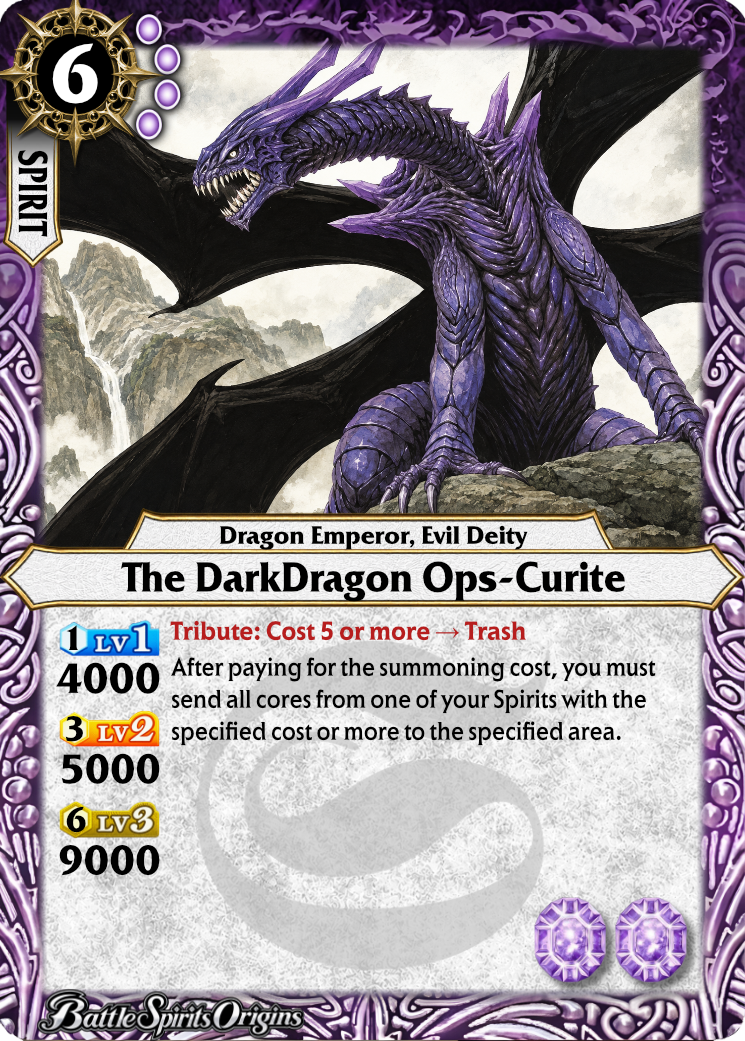 6
SPIRIT
Dragon Emperor, Evil Deity
The DarkDragon Ops-Curite
1 LV1
4000
3 LV2
5000
6 LV3
9000
Tribute: Cost 5 or more → Trash
After paying for the summoning cost, you must
send all cores from one of your Spirits with the
specified cost or more to the specified area.
Battle Spirits Origins